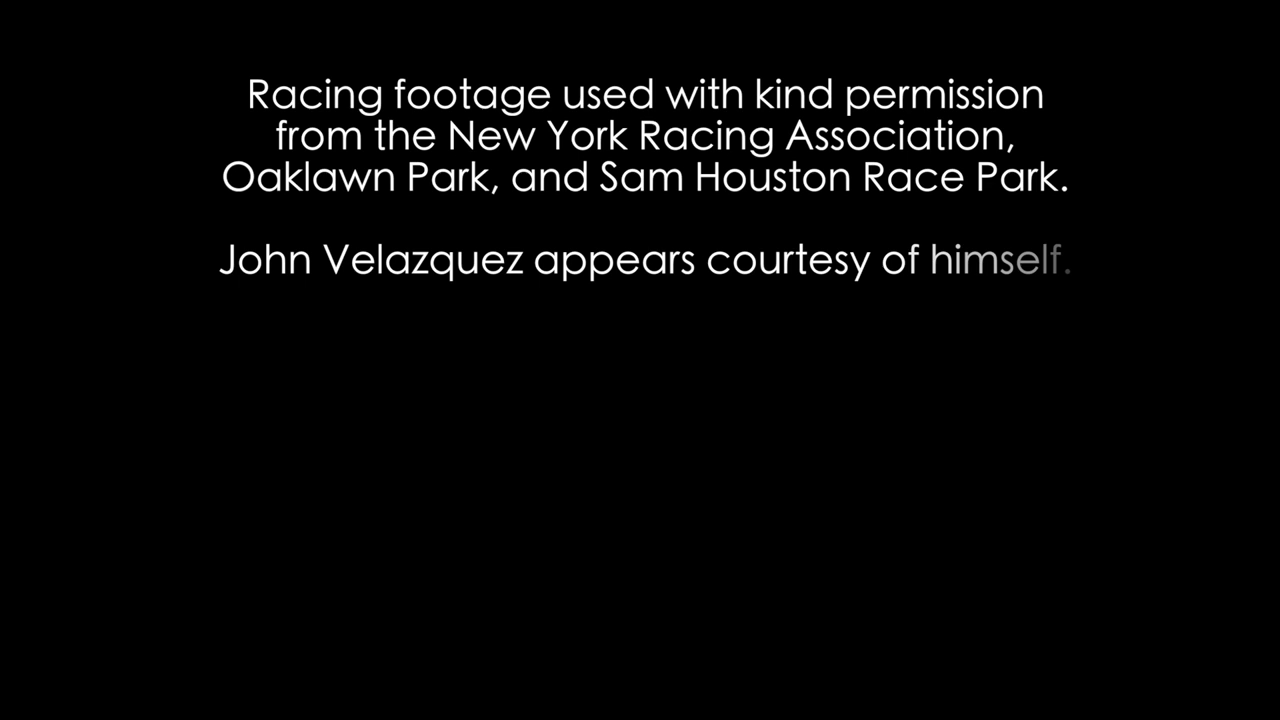 Racing footage used with kind permission
from the New York Racing Association,
Oaklawn Park, and Sam Houston Race Park.
John Velazquez appears courtesy of himself.